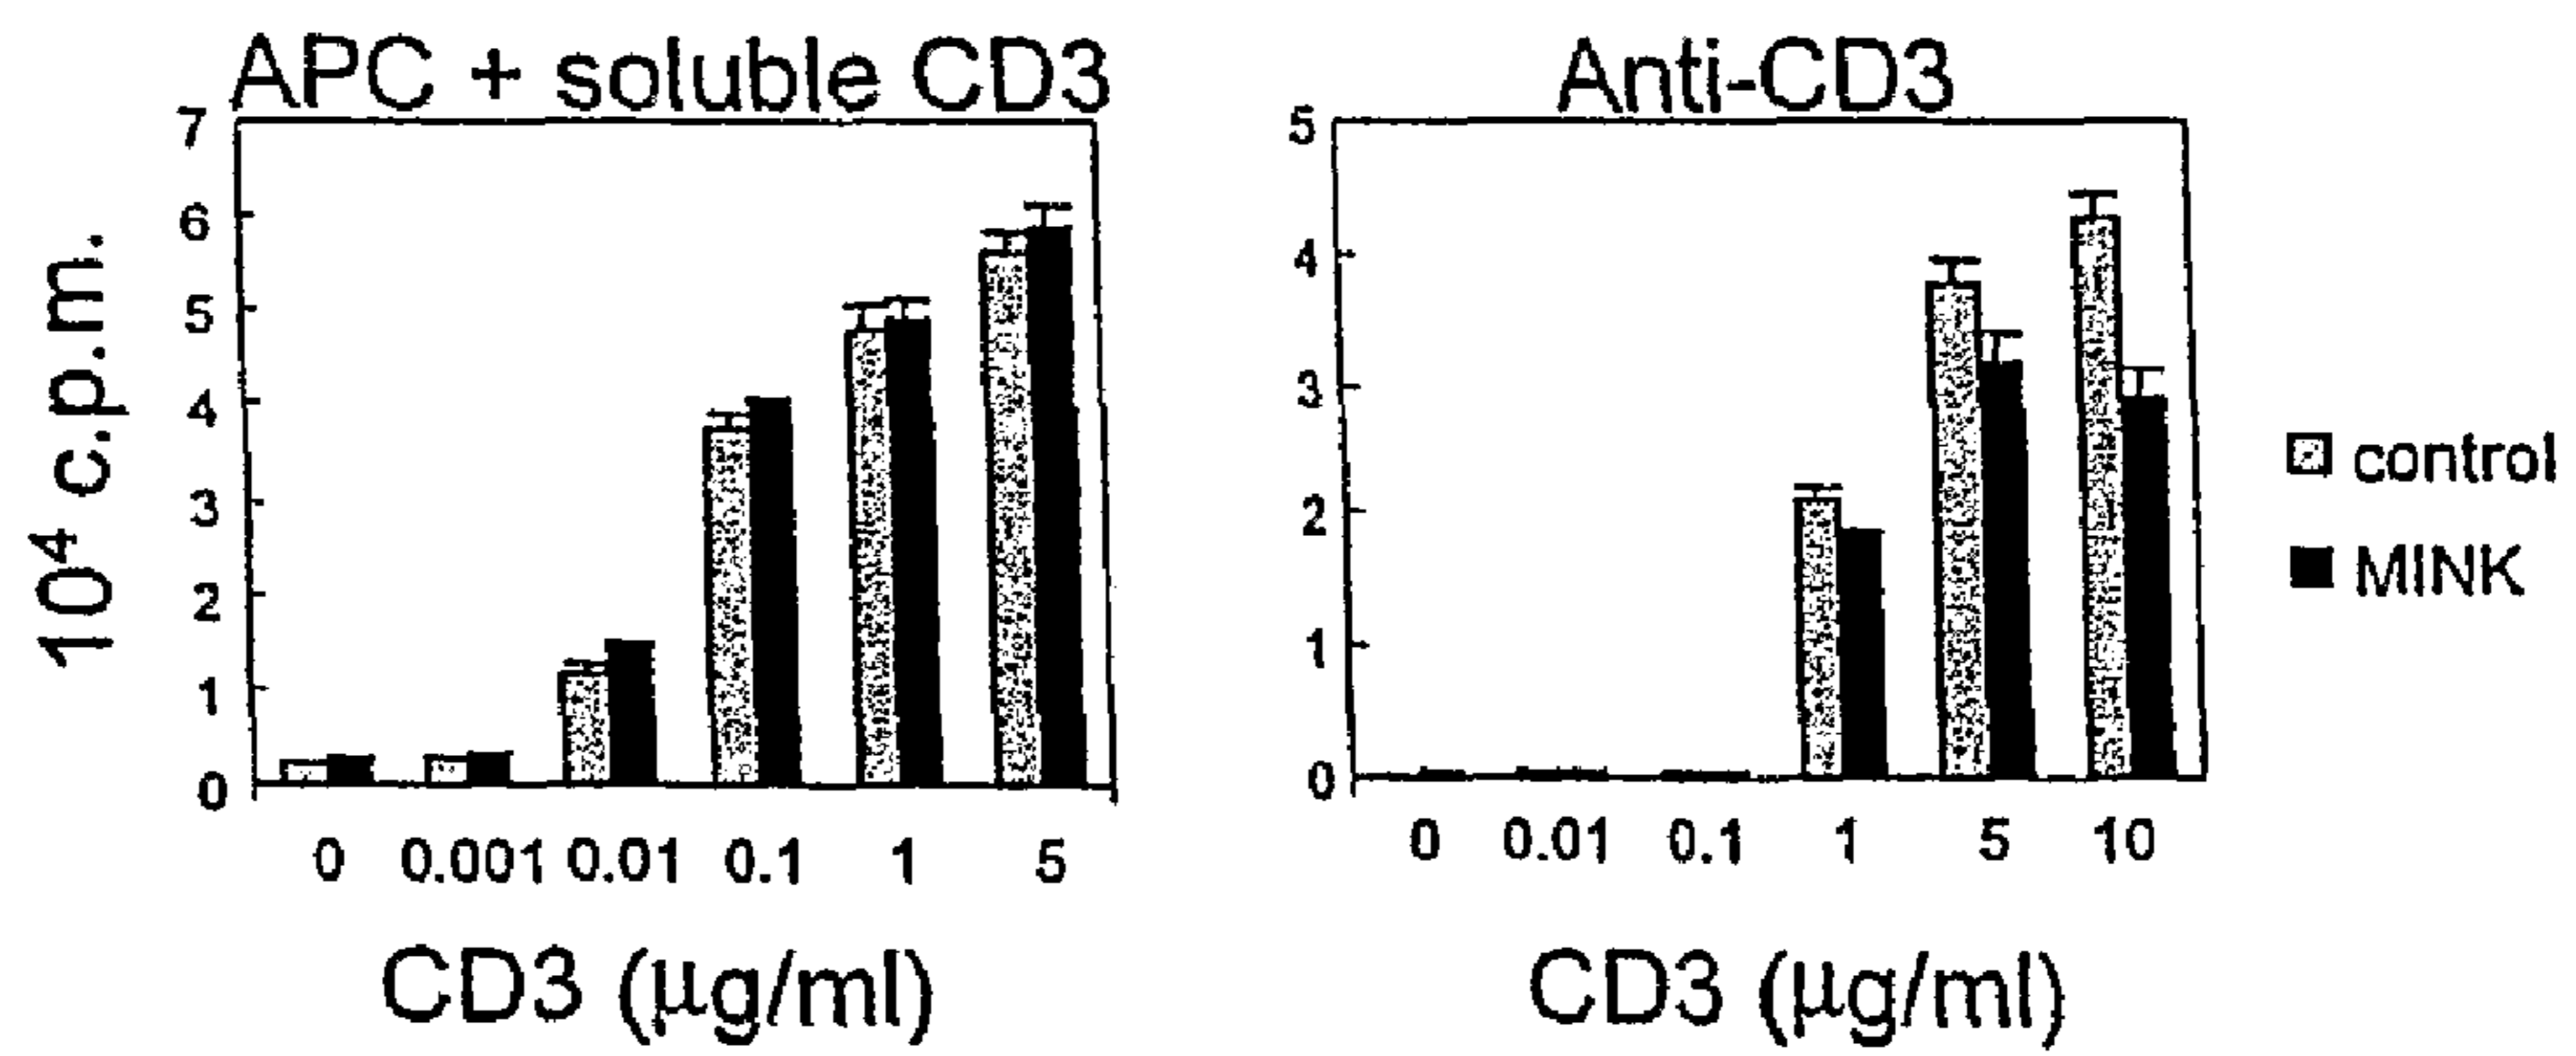 APC + soluble CD3
7
6
5
4
3
2
1
0
10⁴ c.p.m.
0 0.001 0.01 0.1 1 5
CD3 (µg/ml)
Anti-CD3
5
4
3
2
1
0
0 0.01 0.1 1 5 10
CD3 (µg/ml)
control
MINK